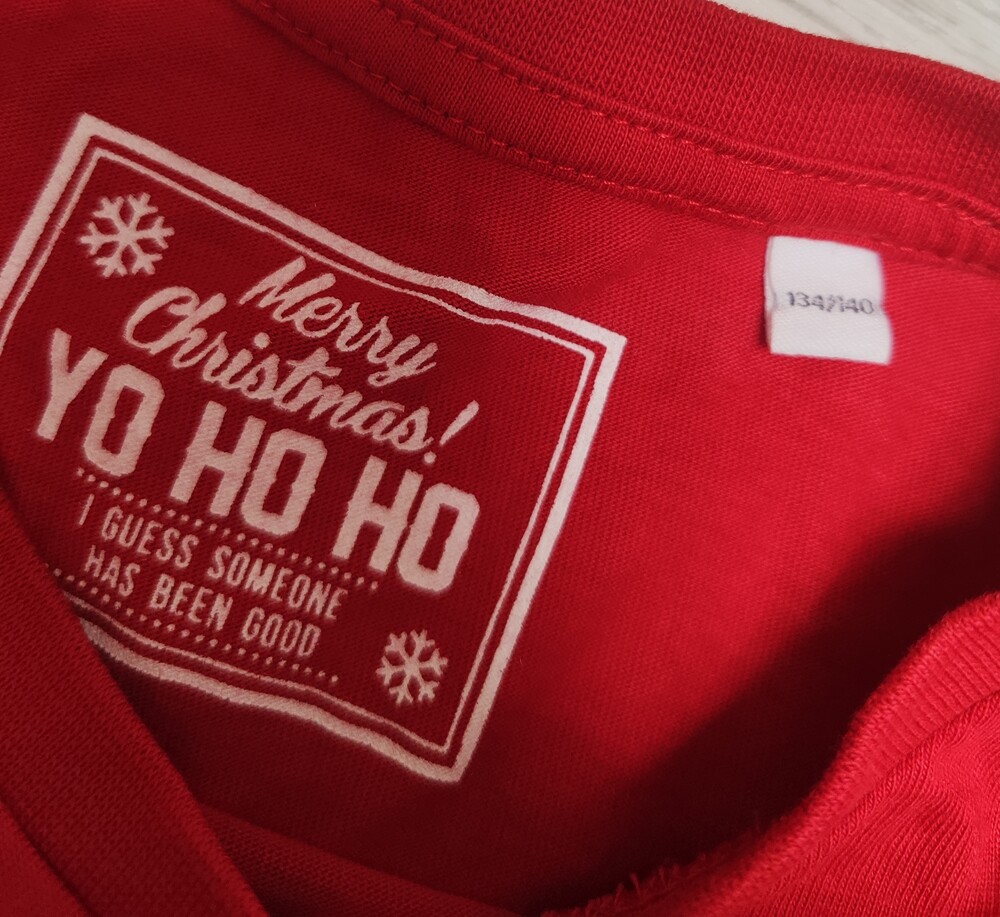 Merry
Christmas!
YO HO HO
I GUESS SOMEONE
HAS BEEN GOOD
134/140